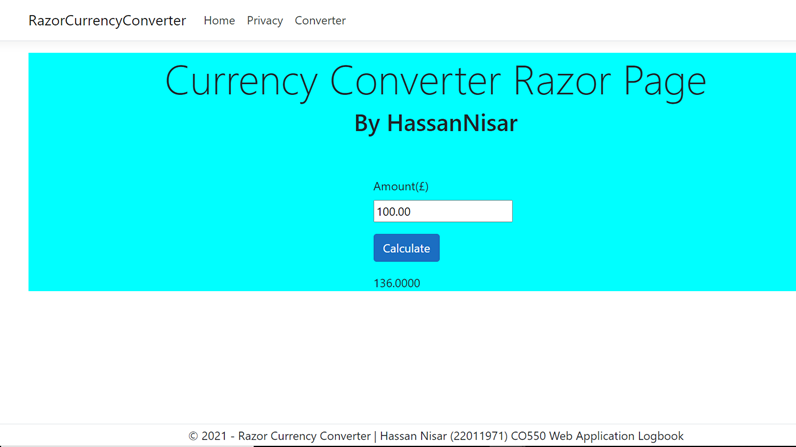 RazorCurrencyConverter Home Privacy Converter
Currency Converter Razor Page
By HassanNisar
Amount(£)
100.00
Calculate
136.0000
© 2021 - Razor Currency Converter | Hassan Nisar (22011971) CO550 Web Application Logbook